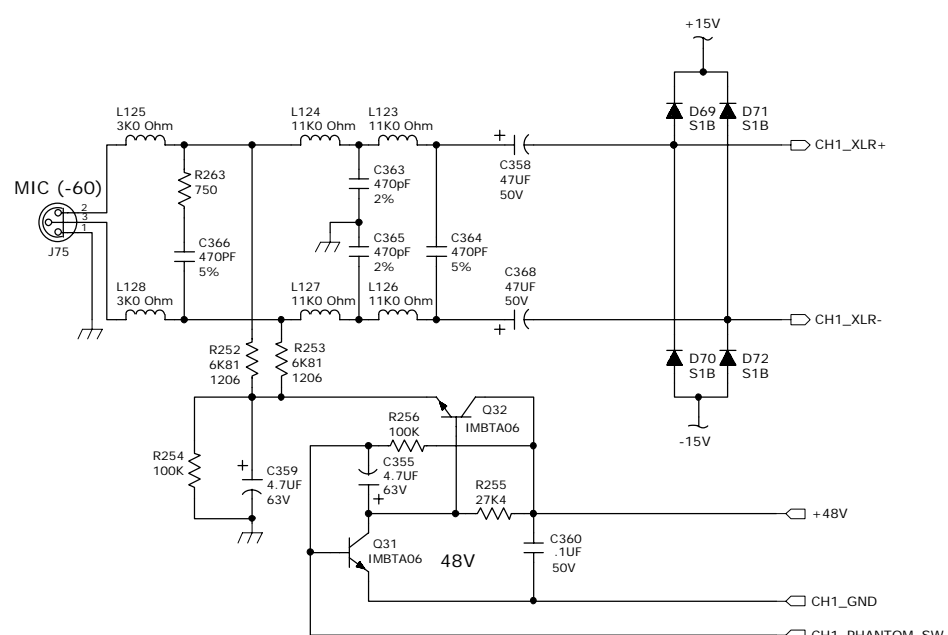 +15V
L125
3K0 Ohm
L124
11K0 Ohm
L123
11K0 Ohm
D69
S1B
D71
S1B
+
C358
47UF
50V
CH1_XLR+
R263
750
C363
470pF
2%
MIC (-60)
2
3
1
J75
C366
470PF
5%
C365
470pF
2%
C364
470PF
5%
L128
3K0 Ohm
L127
11K0 Ohm
L126
11K0 Ohm
C368
47UF
50V
+
CH1_XLR-
R252
6K81
1206
R253
6K81
1206
D70
S1B
D72
S1B
-15V
Q32
IMBTA06
R256
100K
R254
100K
+
C359
4.7UF
63V
C355
4.7UF
63V
+
R255
27K4
+48V
Q31
IMBTA06
48V
C360
.1UF
50V
CH1_GND
CH1_PHANTOM_SW